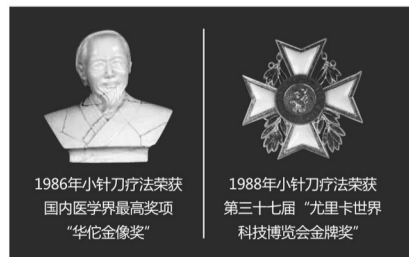 1986年小针刀疗法荣获
国内医学界最高奖项
“华佗金像奖”
1988年小针刀疗法荣获
第三十七届“尤里卡世界
科技博览会金牌奖”